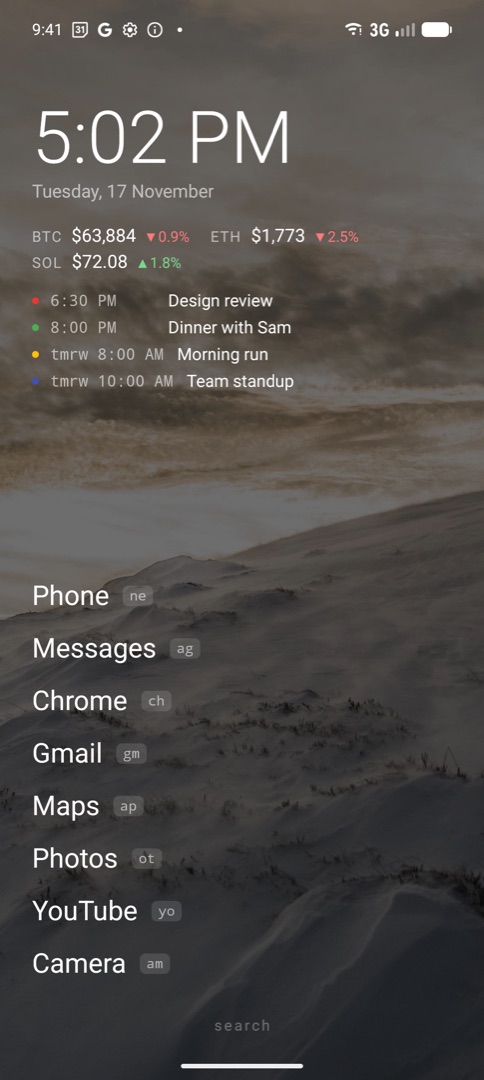 9:41 31 G 3G
5:02 PM
Tuesday, 17 November
BTC $63,884 ▼0.9% ETH $1,773 ▼2.5%
SOL $72.08 ▲1.8%
6:30 PM Design review
8:00 PM Dinner with Sam
tmrw 8:00 AM Morning run
tmrw 10:00 AM Team standup
Phone ne
Messages ag
Chrome ch
Gmail gm
Maps ap
Photos ot
YouTube yo
Camera am
search